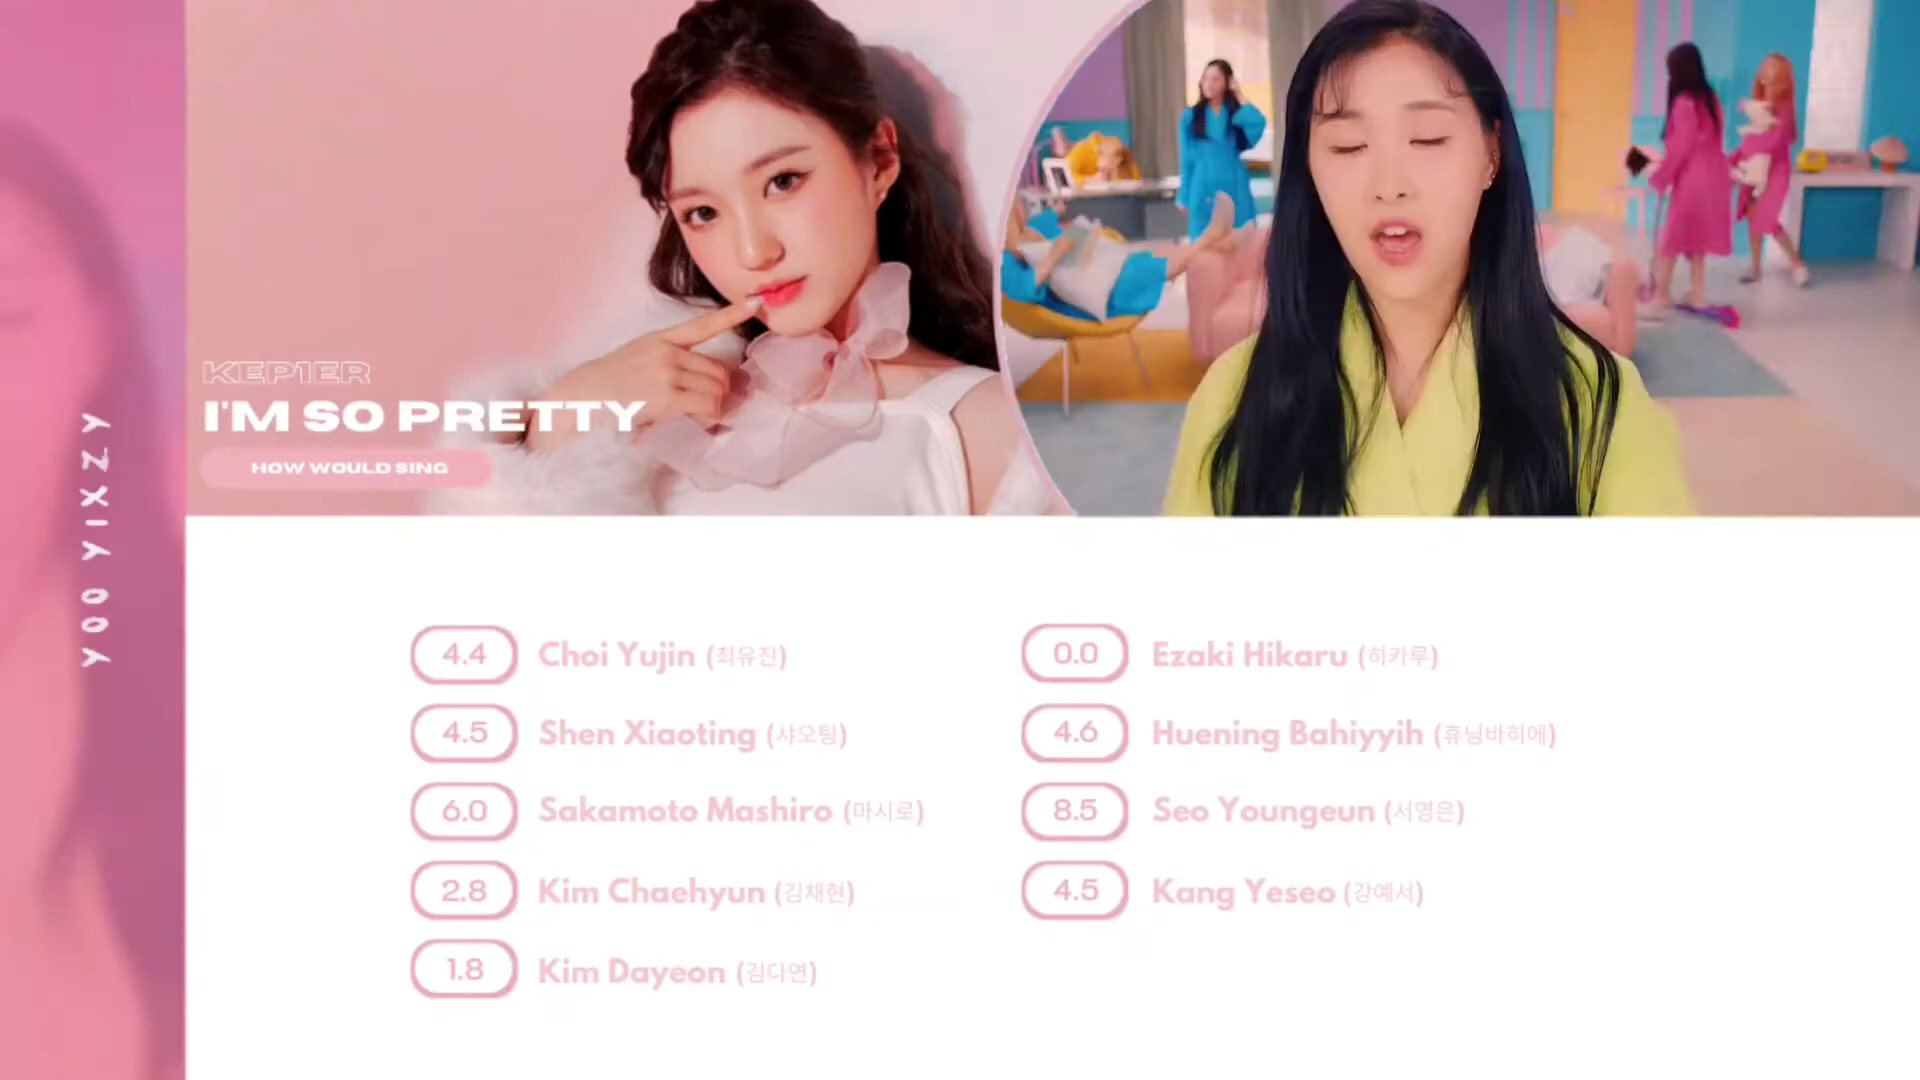 KEP1ER
I'M SO PRETTY
HOW WOULD SING
YOO YIXZY
4.4 Choi Yujin (최유진)
4.5 Shen Xiaoting (샤오팅)
6.0 Sakamoto Mashiro (마시로)
2.8 Kim Chaehyun (김채현)
1.8 Kim Dayeon (김다연)
0.0 Ezaki Hikaru (히카루)
4.6 Huening Bahiyyih (휴닝바히에)
8.5 Seo Youngeun (서영은)
4.5 Kang Yeseo (강예서)